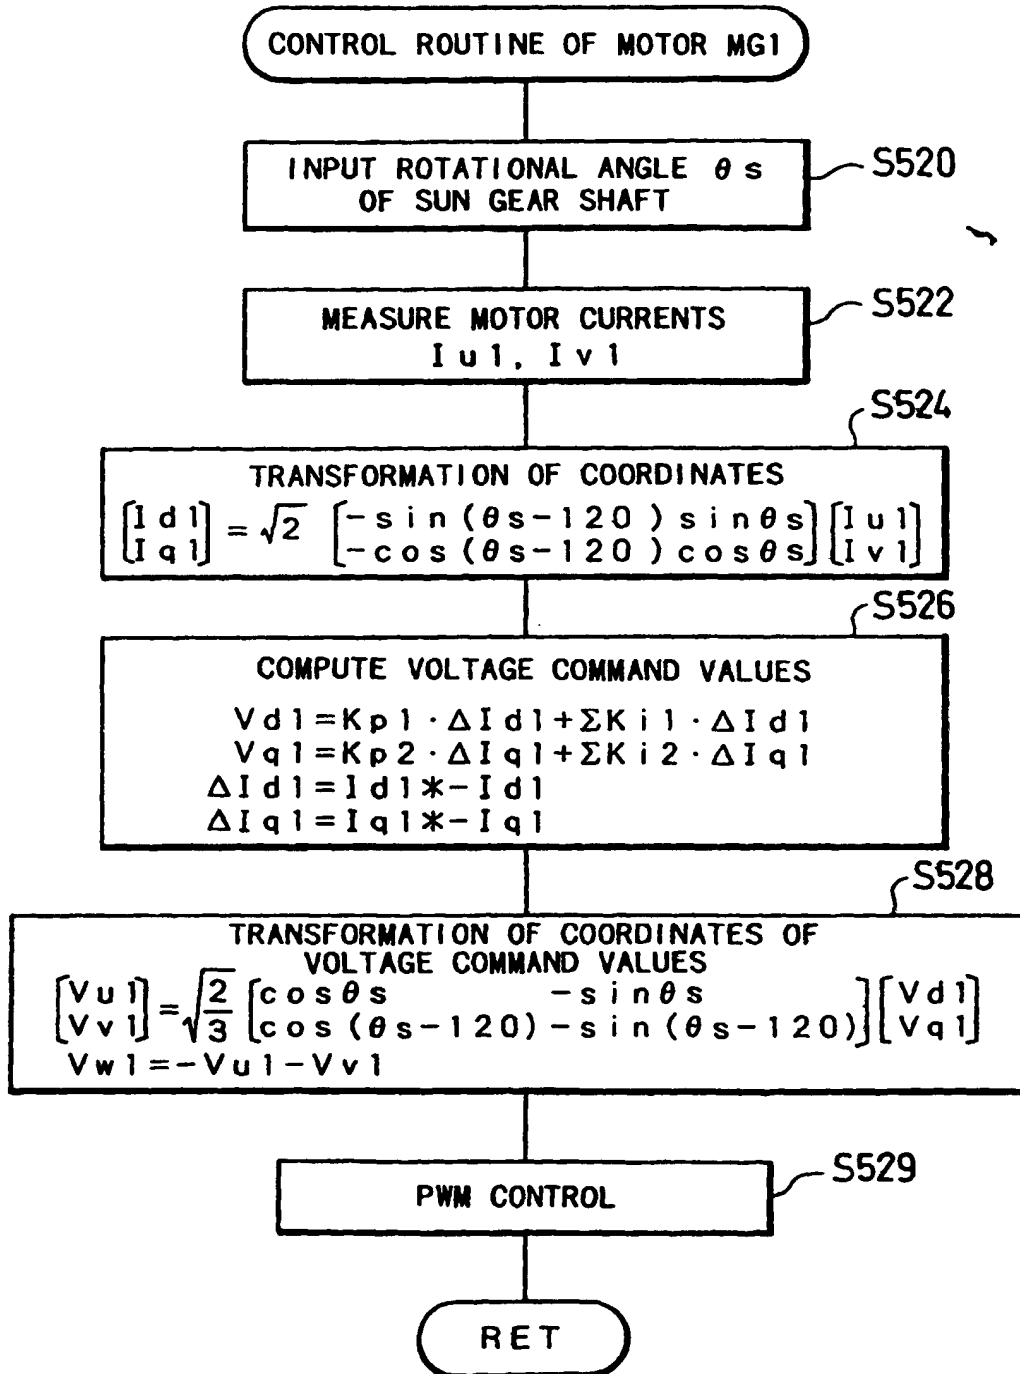 CONTROL ROUTINE OF MOTOR MG1
INPUT ROTATIONAL ANGLE θs
OF SUN GEAR SHAFT
S520
MEASURE MOTOR CURRENTS
Iu1, Iv1
S522
S524
TRANSFORMATION OF COORDINATES
[Id1] = √2 [-sin(θs-120) sinθs] [Iu1]
[Iq1] [-cos(θs-120) cosθs] [Iv1]
S526
COMPUTE VOLTAGE COMMAND VALUES
Vd1=Kp1·ΔId1+ΣKi1·ΔId1
Vq1=Kp2·ΔIq1+ΣKi2·ΔIq1
ΔId1=Id1*-Id1
ΔIq1=Iq1*-Iq1
S528
TRANSFORMATION OF COORDINATES OF
VOLTAGE COMMAND VALUES
[Vu1] = √2/3 [cosθs -sinθs] [Vd1]
[Vv1] [cos(θs-120) -sin(θs-120)] [Vq1]
Vw1=-Vu1-Vv1
PWM CONTROL
S529
RET